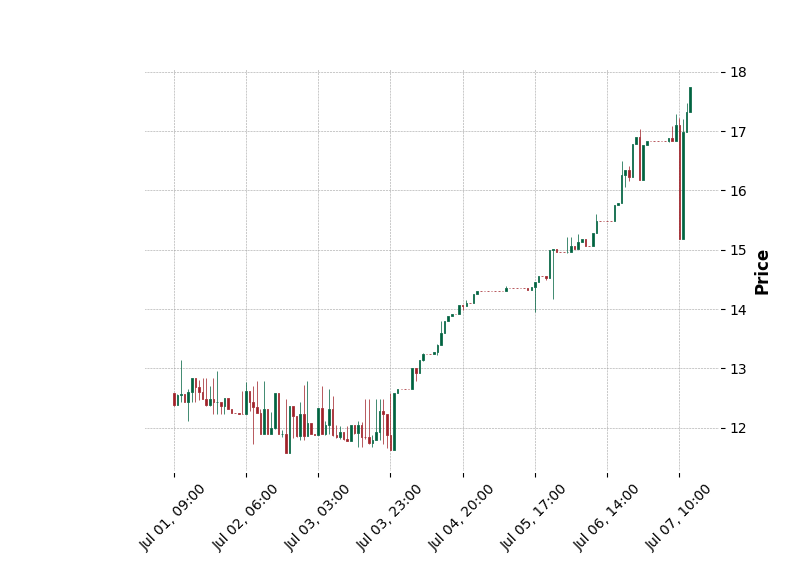 18
17
16
15
14
13
12
Price
Jul 01, 09:00
Jul 02, 06:00
Jul 03, 03:00
Jul 03, 23:00
Jul 04, 20:00
Jul 05, 17:00
Jul 06, 14:00
Jul 07, 10:00